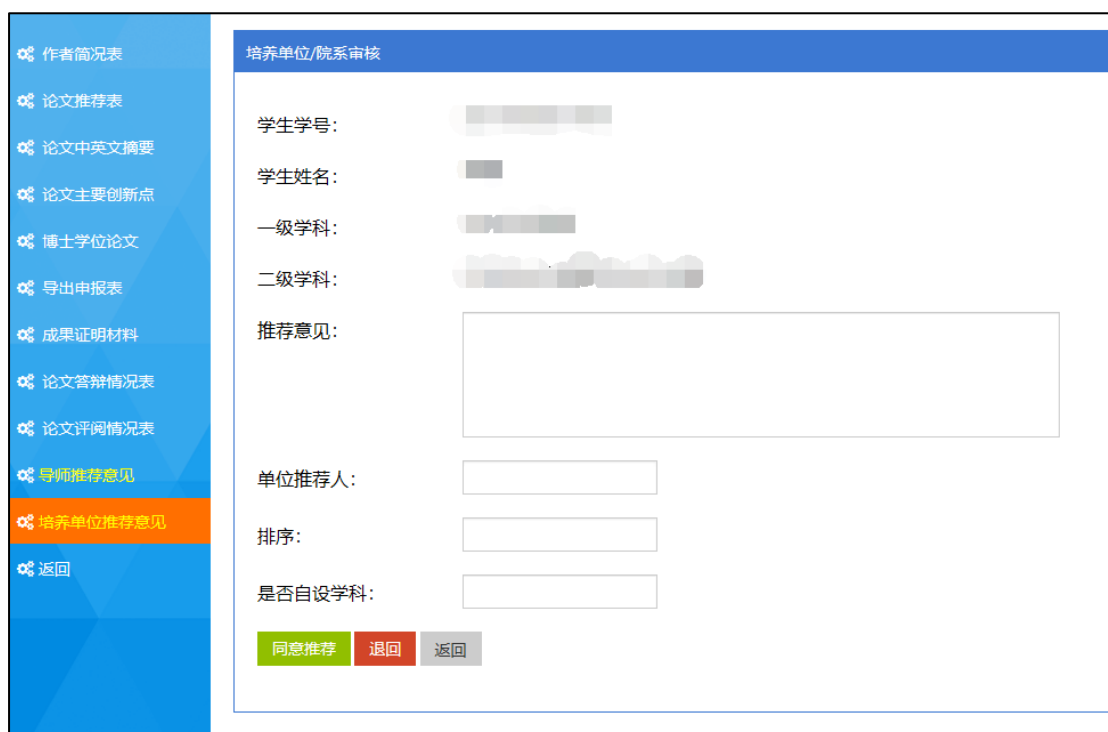 作者简况表
论文推荐表
论文中英文摘要
论文主要创新点
博士学位论文
导出申报表
成果证明材料
论文答辩情况表
论文评阅情况表
导师推荐意见
培养单位推荐意见
返回
培养单位/院系审核
学生学号:
学生姓名:
一级学科:
二级学科:
推荐意见:
单位推荐人:
排序:
是否自设学科:
同意推荐 退回 返回